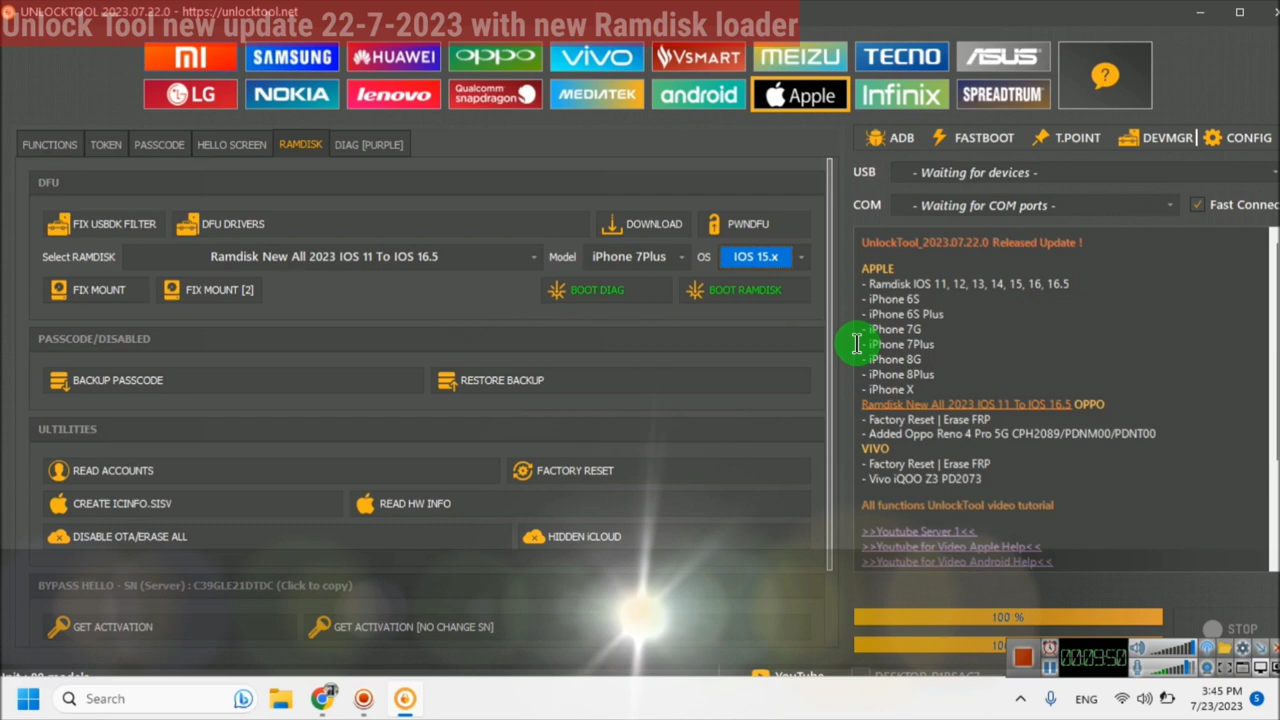 UNLOCKTOOL 2023.07.22.0 - https://unlocktool.net
Unlock Tool new update 22-7-2023 with new Ramdisk loader
mi SAMSUNG HUAWEI oppo vivo VSMART MEIZU TECNO ASUS ?
LG NOKIA lenovo Qualcomm snapdragon MEDIATEK android Apple Infinix SPREADTRUM
FUNCTIONS TOKEN PASSCODE HELLO SCREEN RAMDISK DIAG [PURPLE]
DFU
FIX USBDK FILTER DFU DRIVERS DOWNLOAD PWNDFU
Select RAMDISK Ramdisk New All 2023 IOS 11 To IOS 16.5 Model iPhone 7Plus OS IOS 15.x
FIX MOUNT FIX MOUNT [2] BOOT DIAG BOOT RAMDISK
PASSCODE/DISABLED
BACKUP PASSCODE RESTORE BACKUP
ULTILITIES
READ ACCOUNTS FACTORY RESET
CREATE ICINFO.SISV READ HW INFO
DISABLE OTA/ERASE ALL HIDDEN iCLOUD
BYPASS HELLO - SN (Server) : C39GLE21DTDC (Click to copy)
GET ACTIVATION GET ACTIVATION [NO CHANGE SN]
YouTube
ADB FASTBOOT T.POINT DEVMGR CONFIG
USB - Waiting for devices -
COM - Waiting for COM ports - Fast Connec
UnlockTool_2023.07.22.0 Released Update !
APPLE
- Ramdisk IOS 11, 12, 13, 14, 15, 16, 16.5
- iPhone 6S
- iPhone 6S Plus
- iPhone 7G
- iPhone 7Plus
- iPhone 8G
- iPhone 8Plus
- iPhone X
Ramdisk New All 2023 IOS 11 To IOS 16.5 OPPO
- Factory Reset | Erase FRP
- Added Oppo Reno 4 Pro 5G CPH2089/PDNM00/PDNT00
VIVO
- Factory Reset | Erase FRP
- Vivo iQOO Z3 PD2073
All functions UnlockTool video tutorial
>>Youtube Server 1<<
>>Youtube for Video Apple Help<<
>>Youtube for Video Android Help<<
100 %
STOP
00:09:50
Search
ENG
3:45 PM
7/23/2023
5